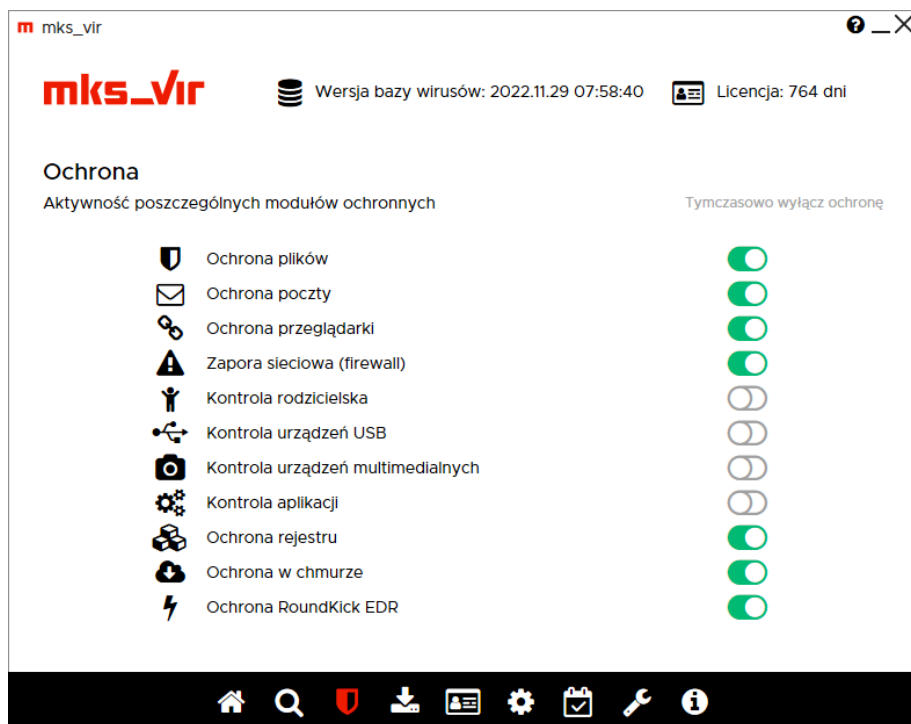 mks_vir
mks_vir
Wersja bazy wirusów: 2022.11.29 07:58:40
Licencja: 764 dni
Ochrona
Aktywność poszczególnych modułów ochronnych
Tymczasowo wyłącz ochronę
Ochrona plików
Ochrona poczty
Ochrona przeglądarki
Zapora sieciowa (firewall)
Kontrola rodzicielska
Kontrola urządzeń USB
Kontrola urządzeń multimedialnych
Kontrola aplikacji
Ochrona rejestru
Ochrona w chmurze
Ochrona RoundKick EDR